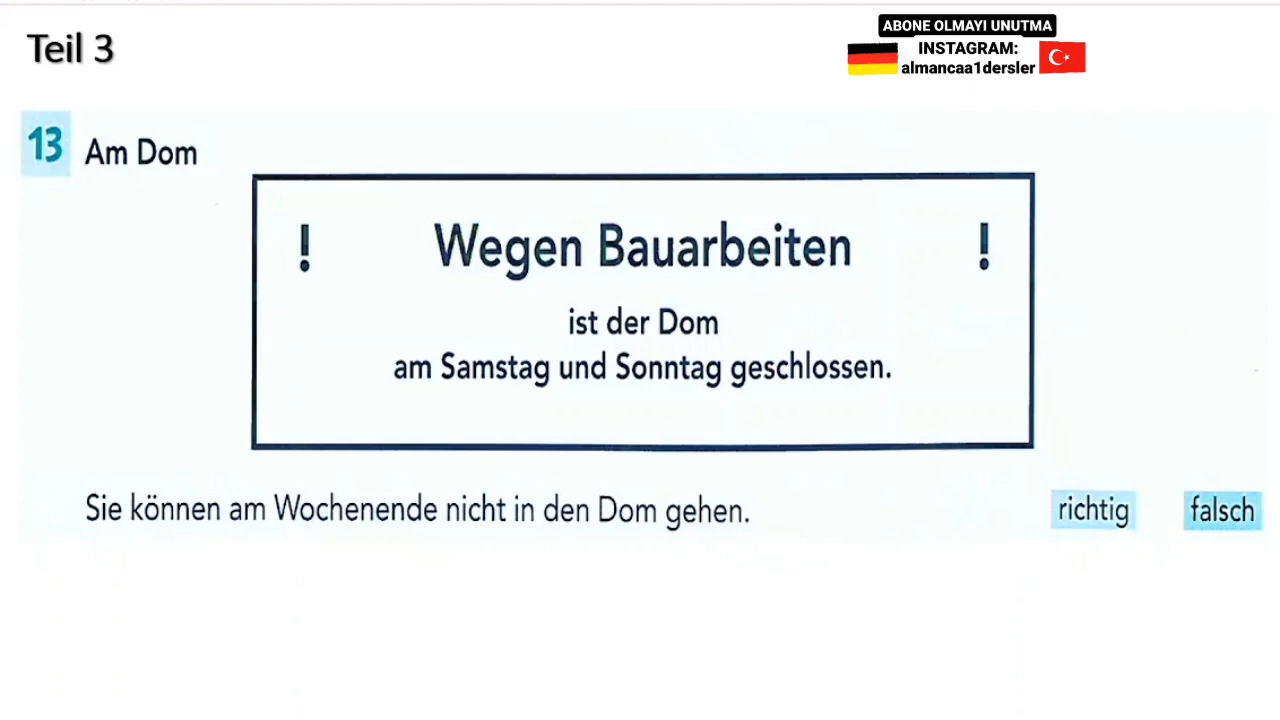 Teil 3
ABONE OLMAYI UNUTMA
INSTAGRAM:
almancaa1dersler
13 Am Dom
! Wegen Bauarbeiten !
ist der Dom
am Samstag und Sonntag geschlossen.
Sie können am Wochenende nicht in den Dom gehen. richtig falsch